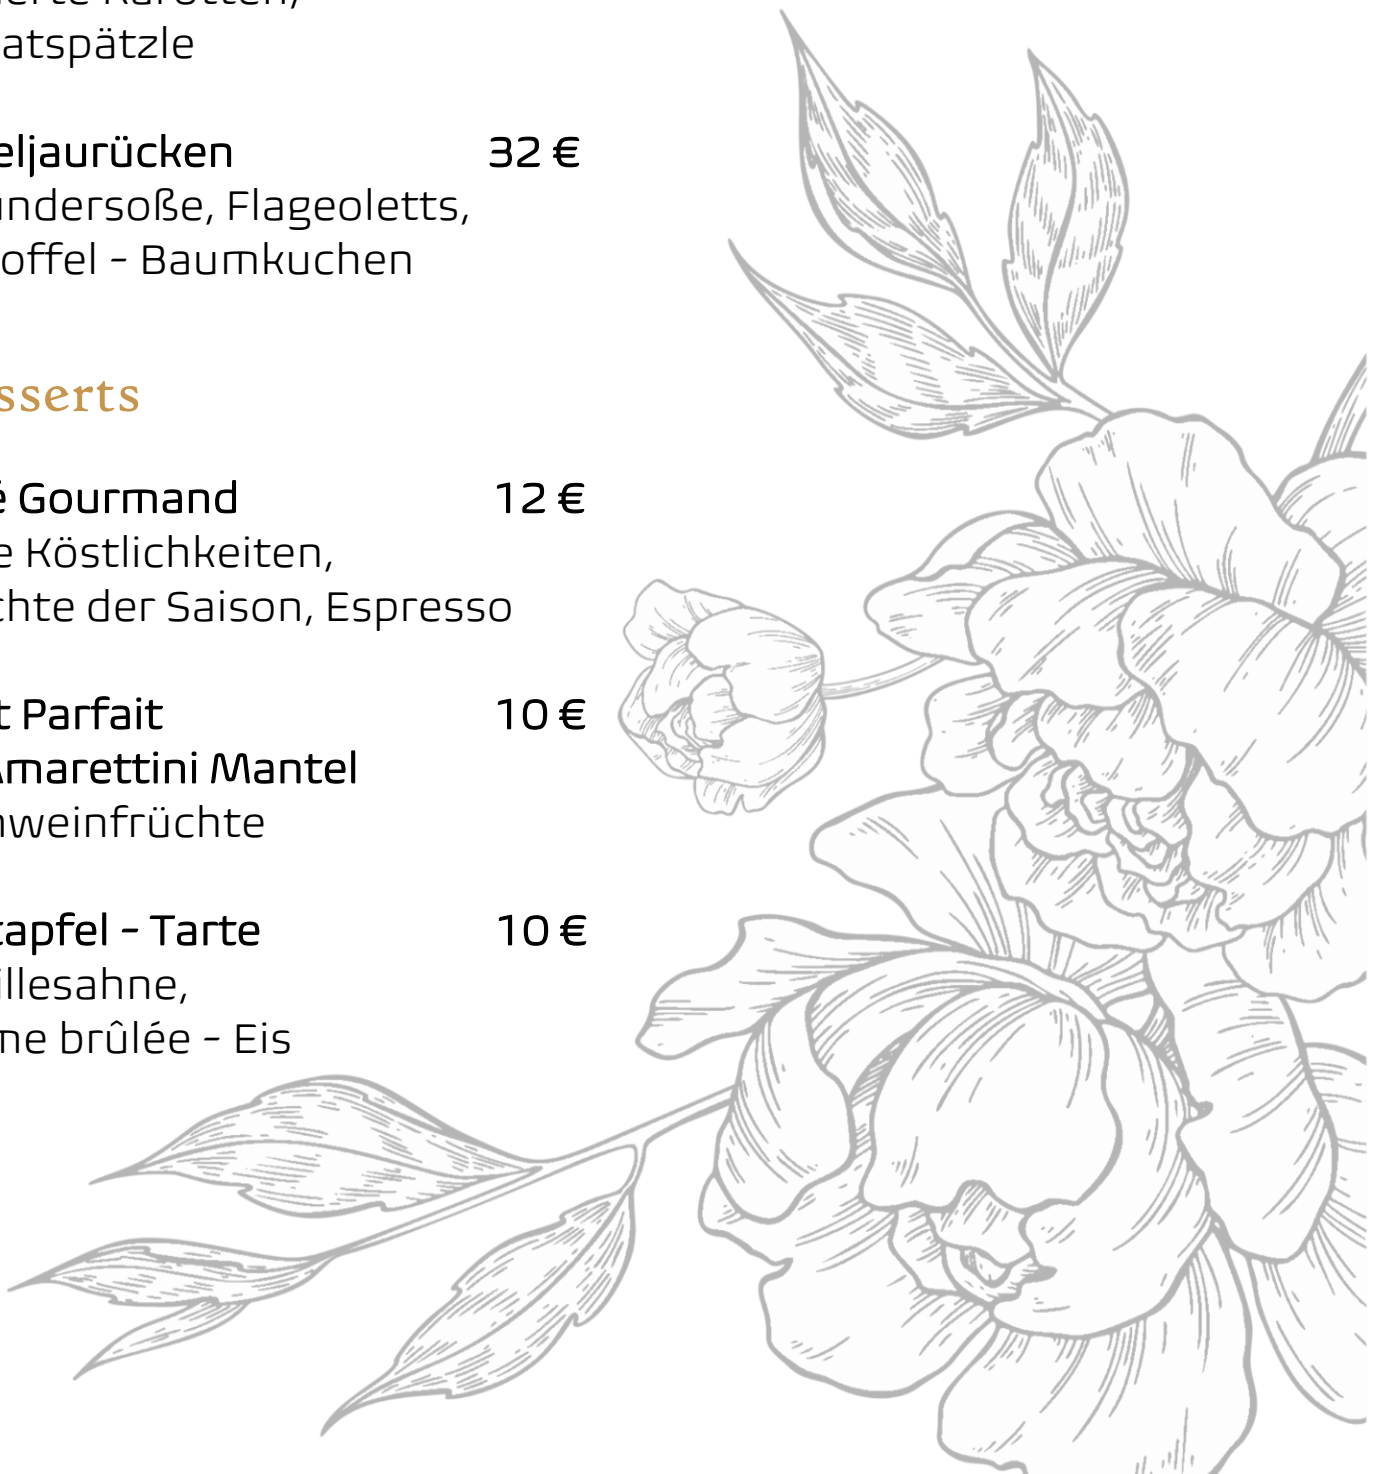 atspätzle
eljaurücken 32 €
undersoße, Flageoletts,
offel - Baumkuchen
sserts
é Gourmand 12 €
e Köstlichkeiten,
chte der Saison, Espresso
t Parfait 10 €
Amarettini Mantel
nweinfrüchte
tapfel - Tarte 10 €
illesahne,
me brûlée - Eis